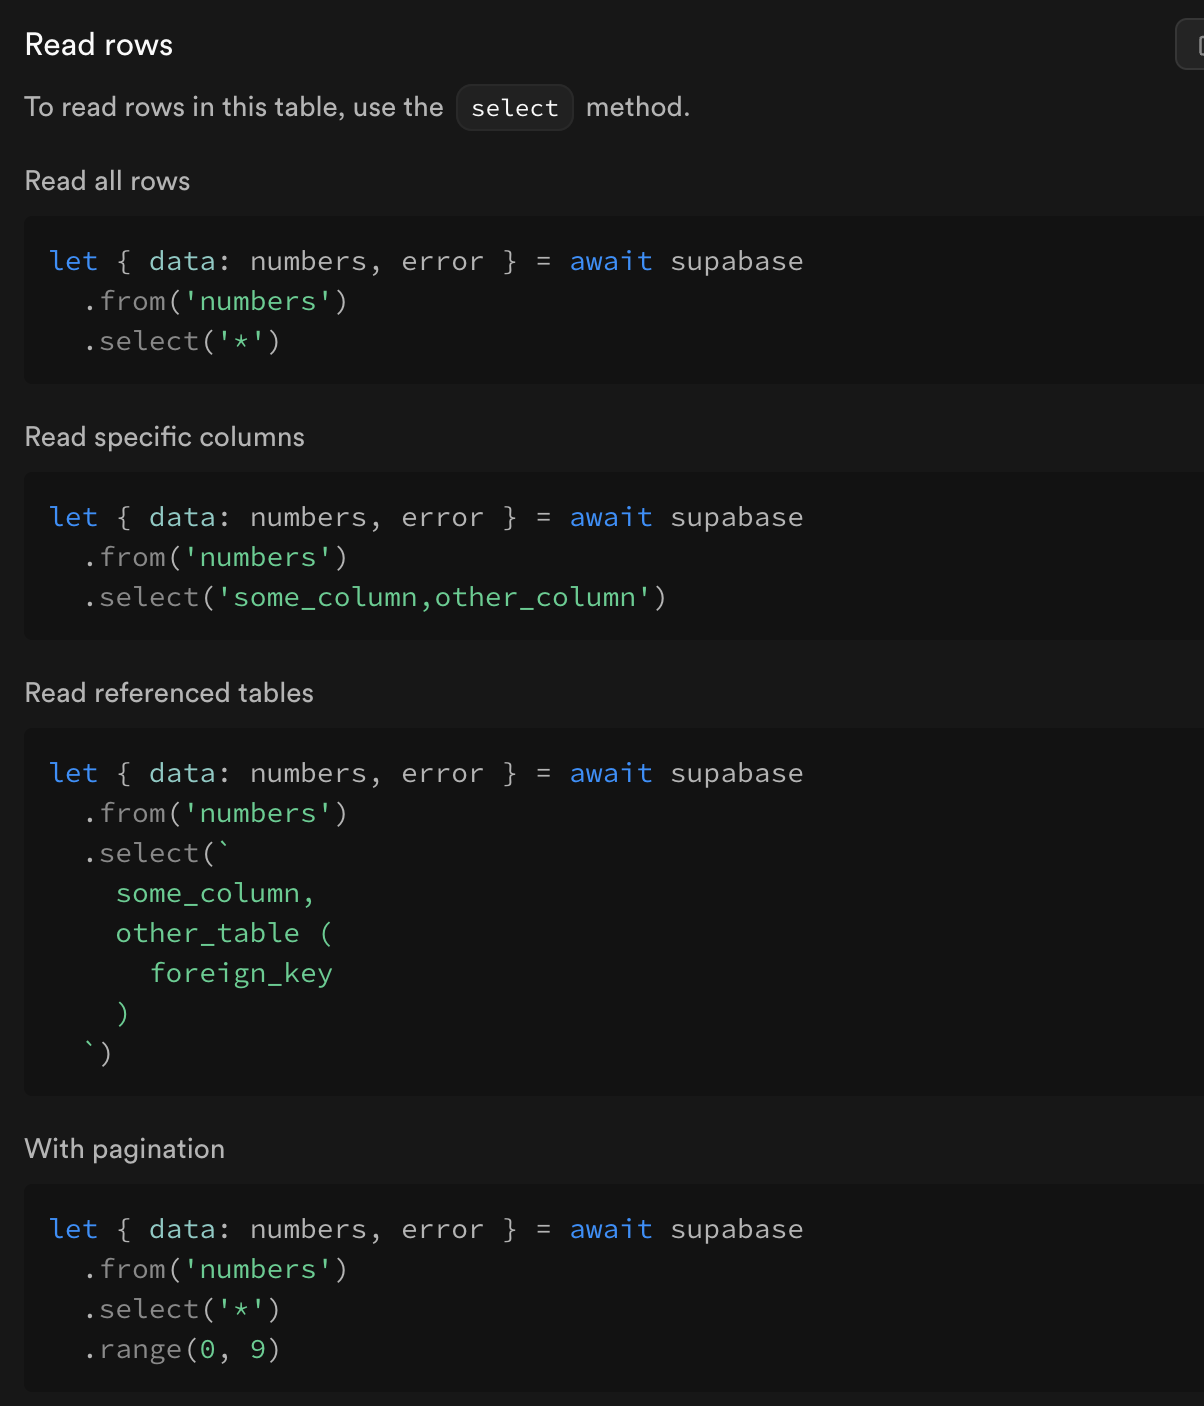 Read rows
To read rows in this table, use the select method.
Read all rows
let { data: numbers, error } = await supabase
  .from('numbers')
  .select('*')
Read specific columns
let { data: numbers, error } = await supabase
  .from('numbers')
  .select('some_column,other_column')
Read referenced tables
let { data: numbers, error } = await supabase
  .from('numbers')
  .select(`
    some_column,
    other_table (
      foreign_key
    )
  `)
With pagination
let { data: numbers, error } = await supabase
  .from('numbers')
  .select('*')
  .range(0, 9)